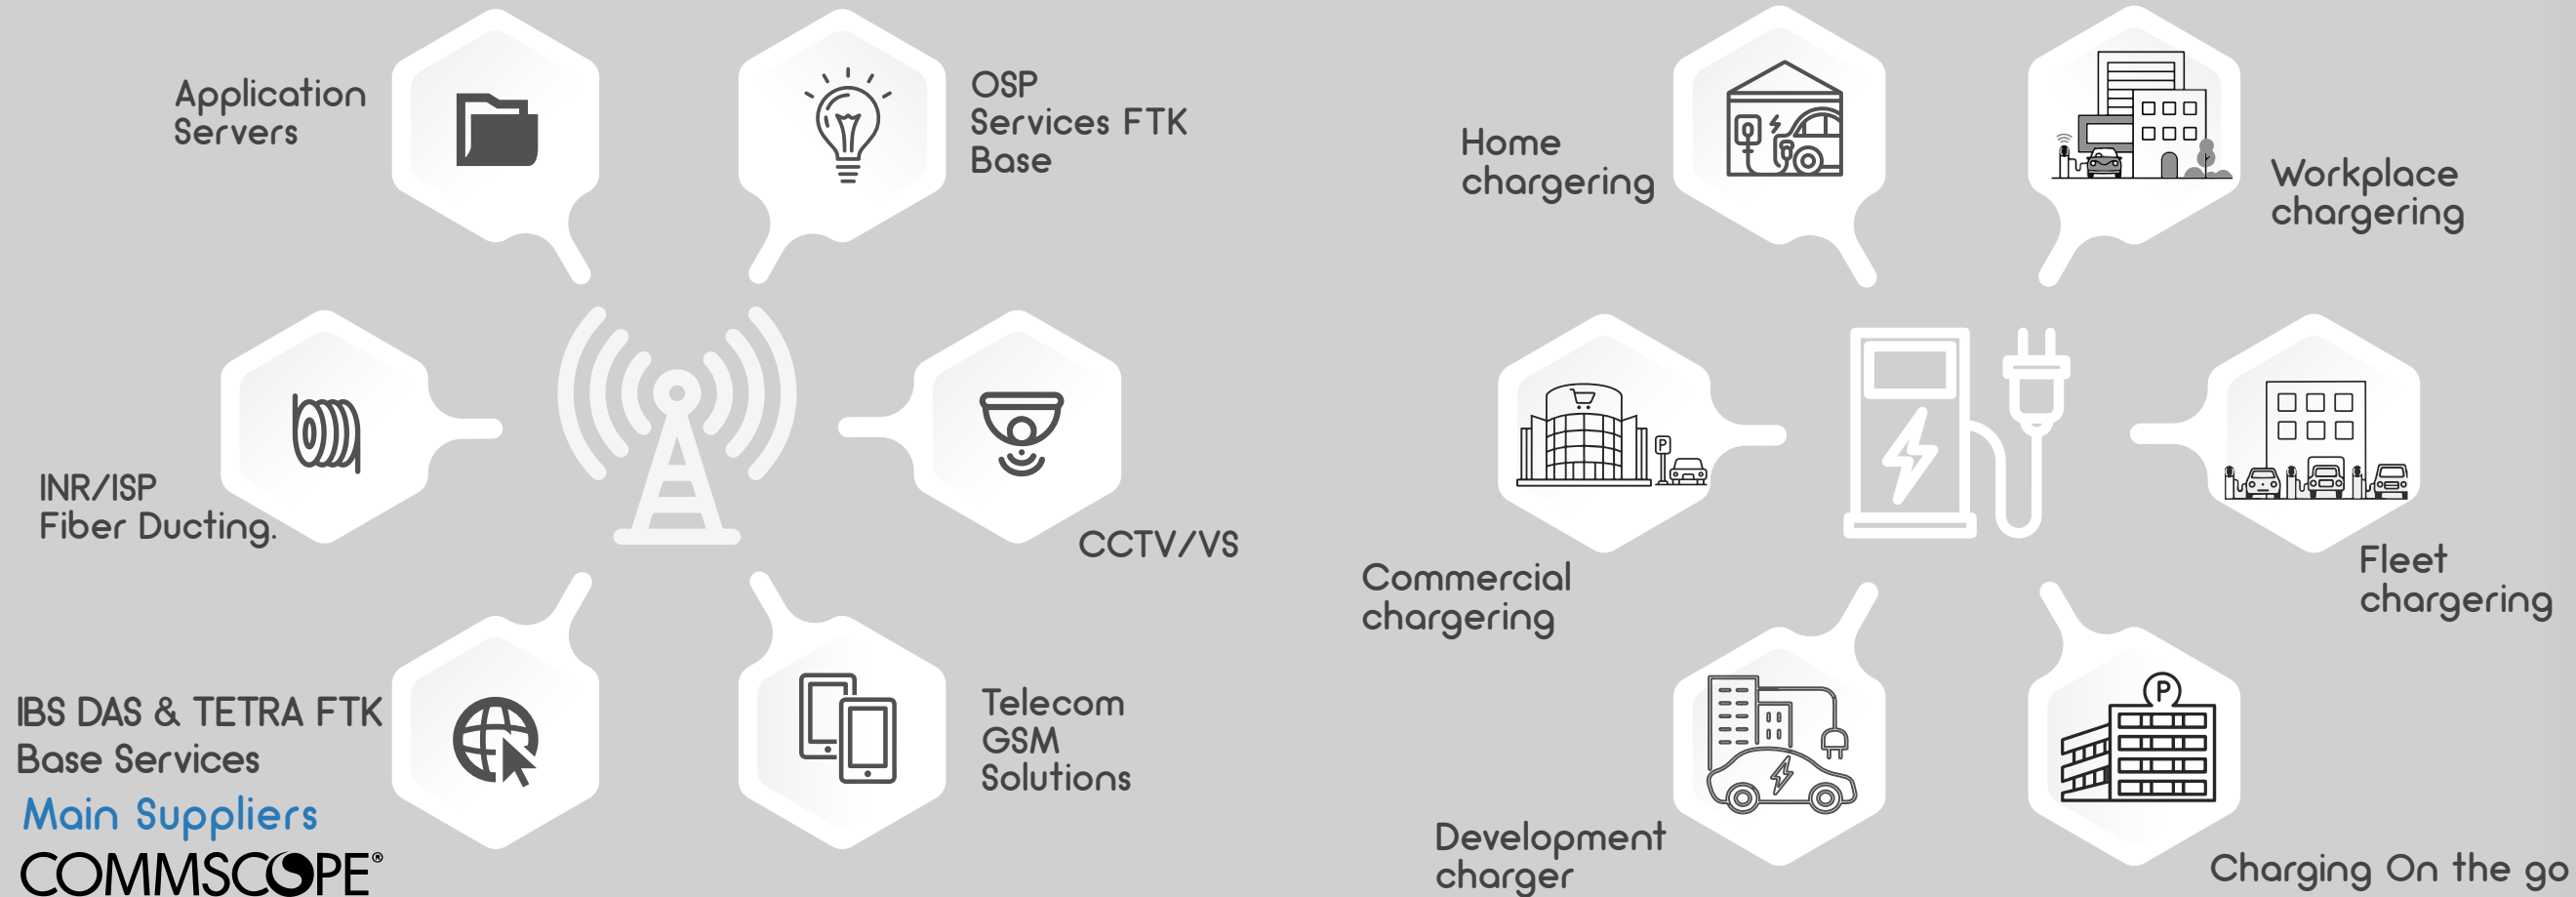 Application
Servers
OSP
Services FTK
Base
INR/ISP
Fiber Ducting.
CCTV/VS
IBS DAS & TETRA FTK
Base Services
Main Suppliers
COMMSCOPE®
Telecom
GSM
Solutions
Home
chargering
Workplace
chargering
Commercial
chargering
P
Fleet
chargering
Development
charger
P
Charging On the go